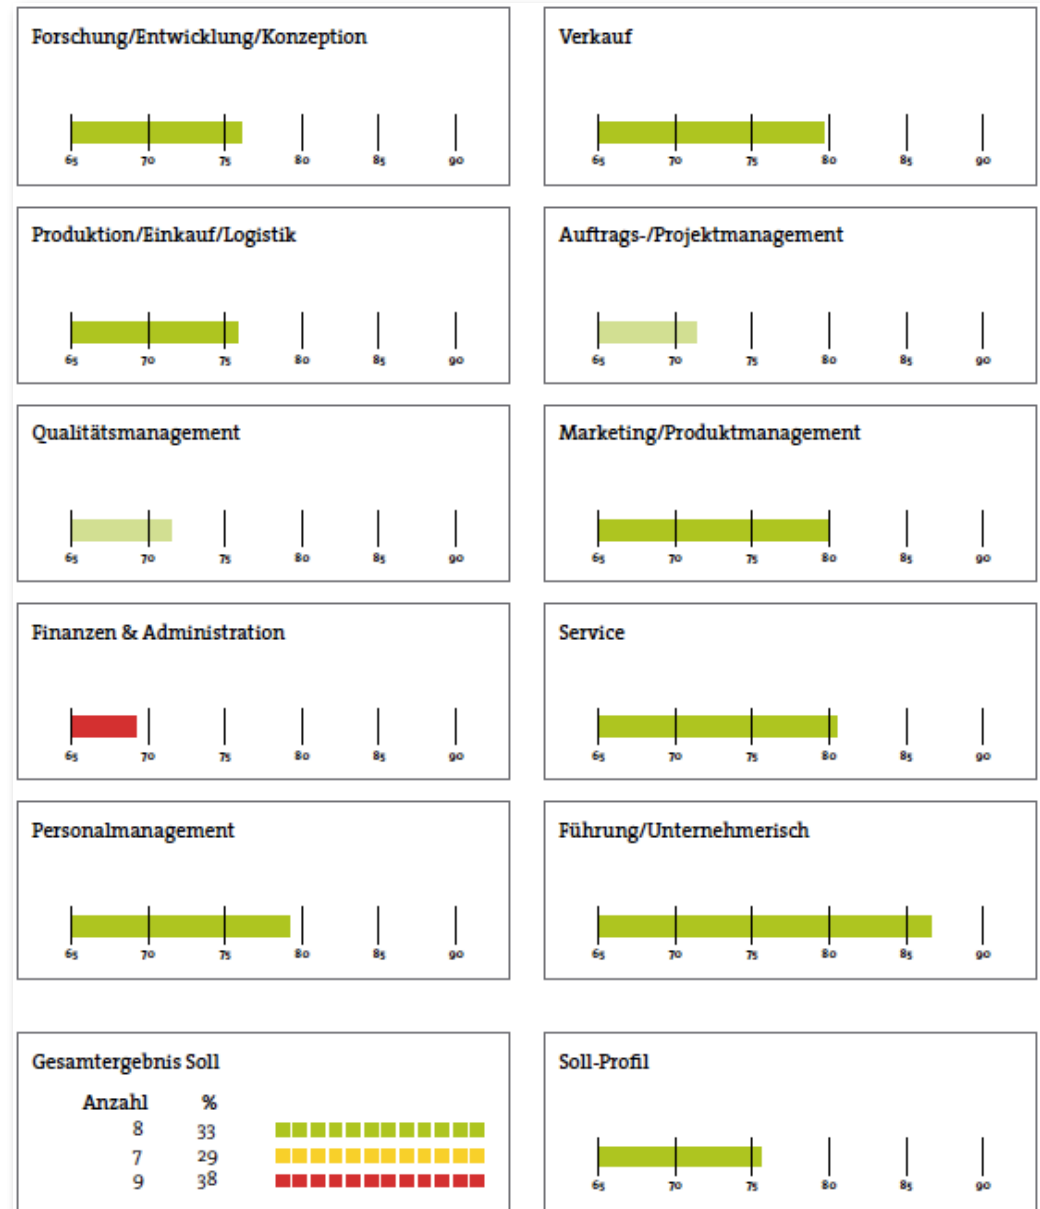 Forschung/Entwicklung/Konzeption
65 70 75 80 85 90
Verkauf
65 70 75 80 85 90
Produktion/Einkauf/Logistik
65 70 75 80 85 90
Auftrags-/Projektmanagement
65 70 75 80 85 90
Qualitätsmanagement
65 70 75 80 85 90
Marketing/Produktmanagement
65 70 75 80 85 90
Finanzen & Administration
65 70 75 80 85 90
Service
65 70 75 80 85 90
Personalmanagement
65 70 75 80 85 90
Führung/Unternehmerisch
65 70 75 80 85 90
Gesamtergebnis Soll
Anzahl %
8 33
7 29
9 38
Soll-Profil
65 70 75 80 85 90